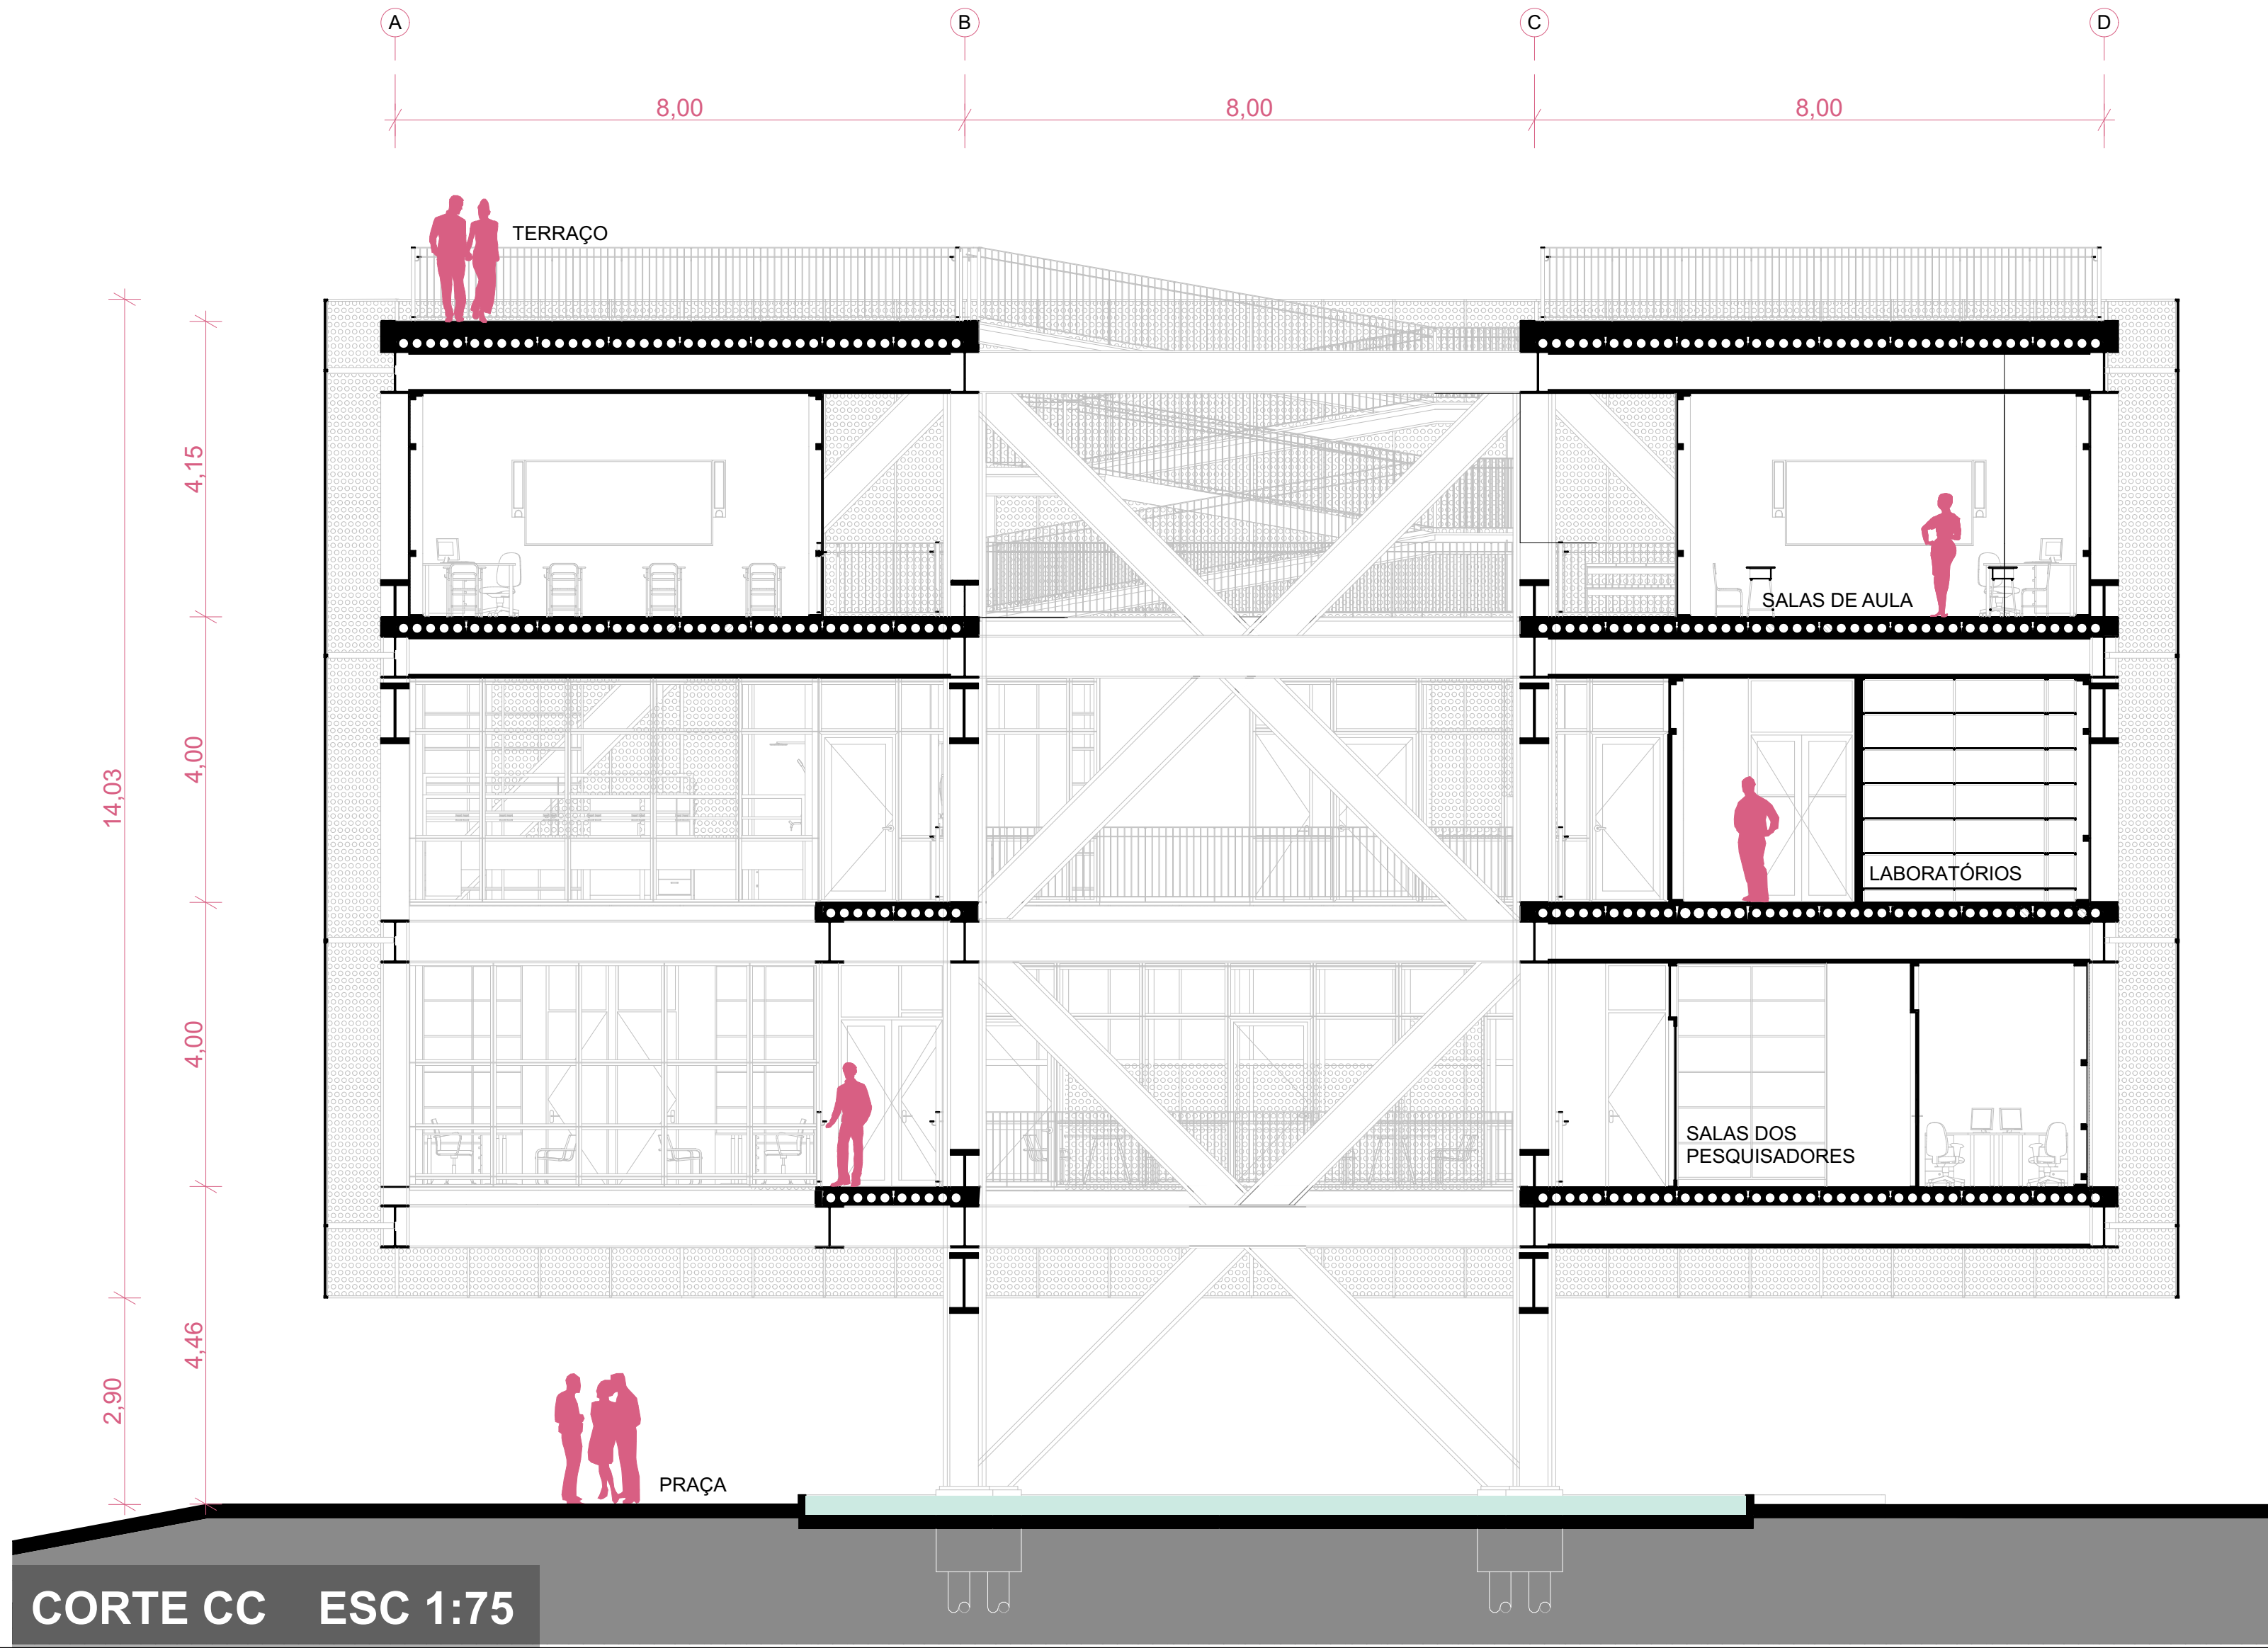 A
B
C
D
8,00
8,00
8,00
TERRAÇO
4,15
SALAS DE AULA
4,00
14,03
LABORATÓRIOS
4,00
SALAS DOS
PESQUISADORES
4,46
2,90
PRAÇA
CORTE CC ESC 1:75